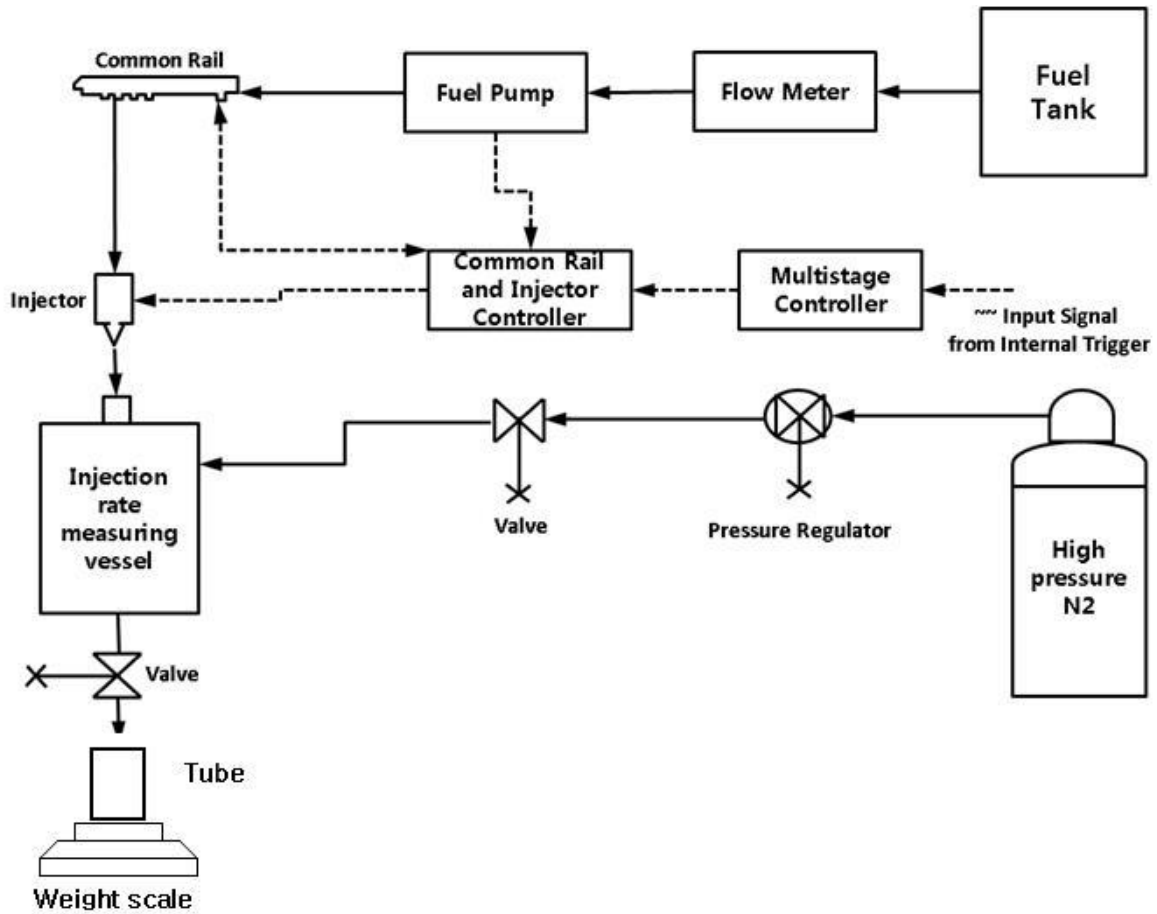 Common Rail
Fuel Pump
Flow Meter
Fuel
Tank
Injector
Common Rail
and Injector
Controller
Multistage
Controller
~~ Input Signal
from Internal Trigger
Injection
rate
measuring
vessel
Valve
Pressure Regulator
High
pressure
N2
Valve
Tube
Weight scale